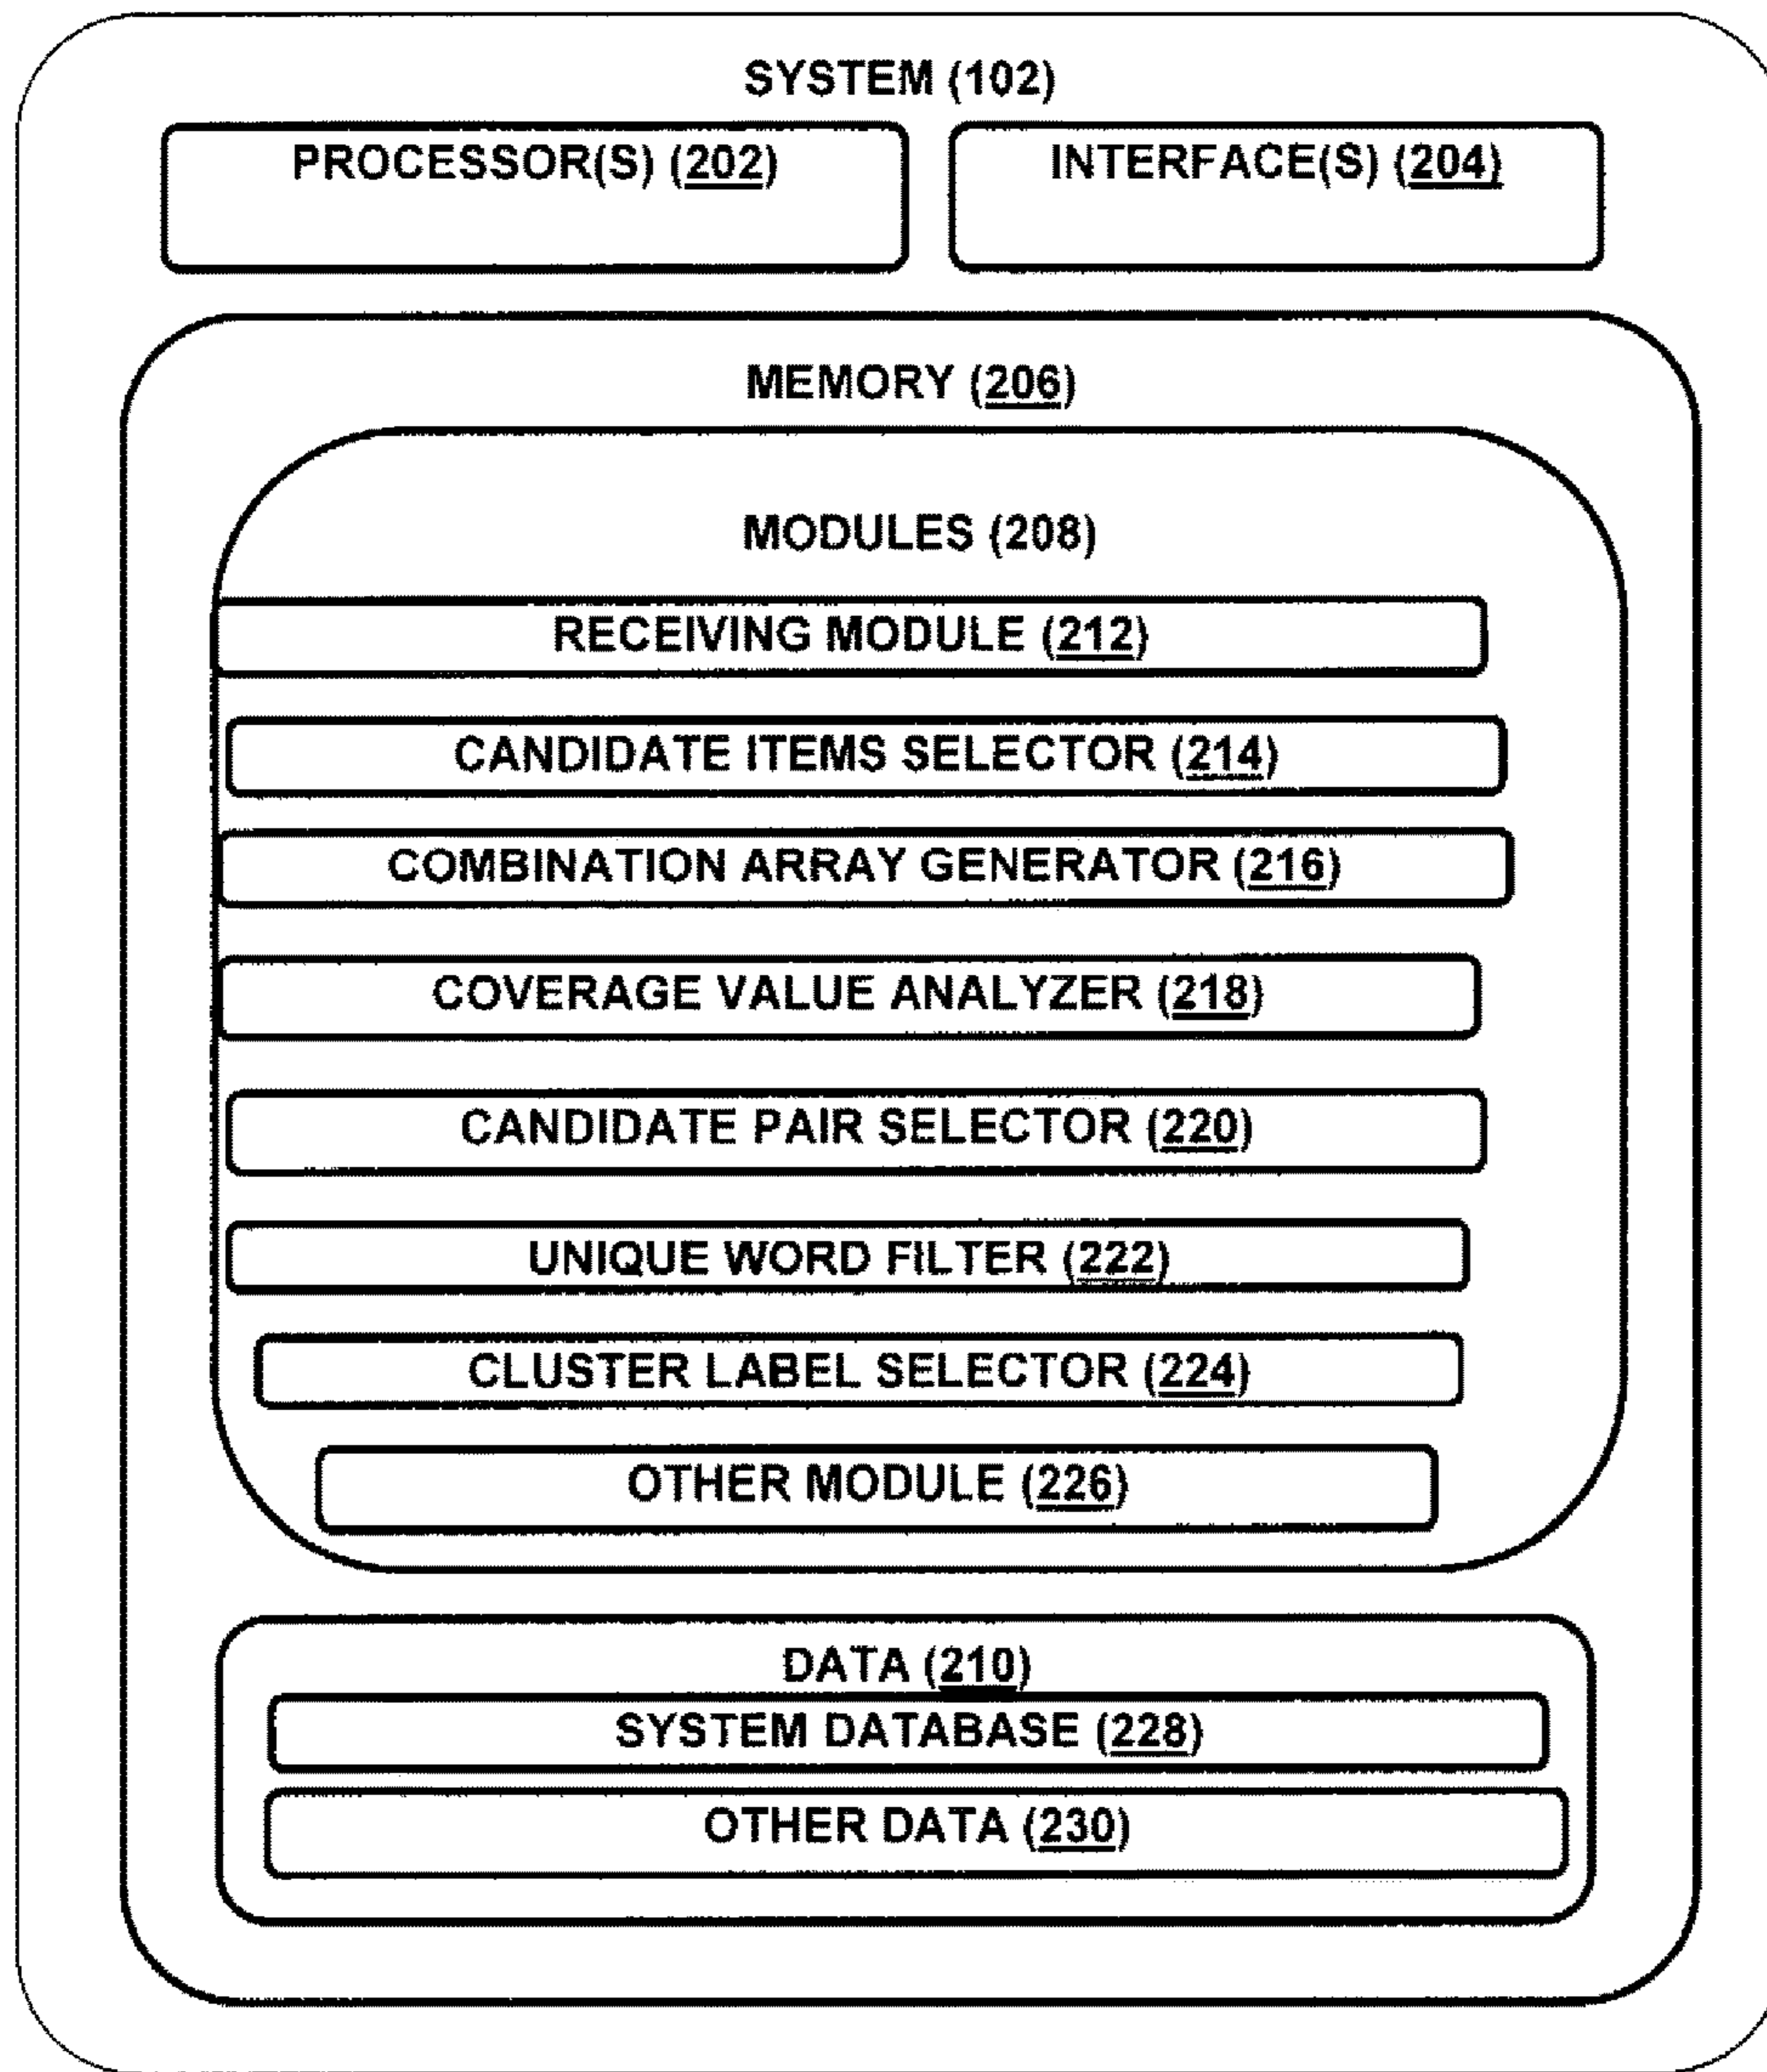 SYSTEM (102)
PROCESSOR(S) (202)
INTERFACE(S) (204)
MEMORY (206)
MODULES (208)
RECEIVING MODULE (212)
CANDIDATE ITEMS SELECTOR (214)
COMBINATION ARRAY GENERATOR (216)
COVERAGE VALUE ANALYZER (218)
CANDIDATE PAIR SELECTOR (220)
UNIQUE WORD FILTER (222)
CLUSTER LABEL SELECTOR (224)
OTHER MODULE (226)
DATA (210)
SYSTEM DATABASE (228)
OTHER DATA (230)